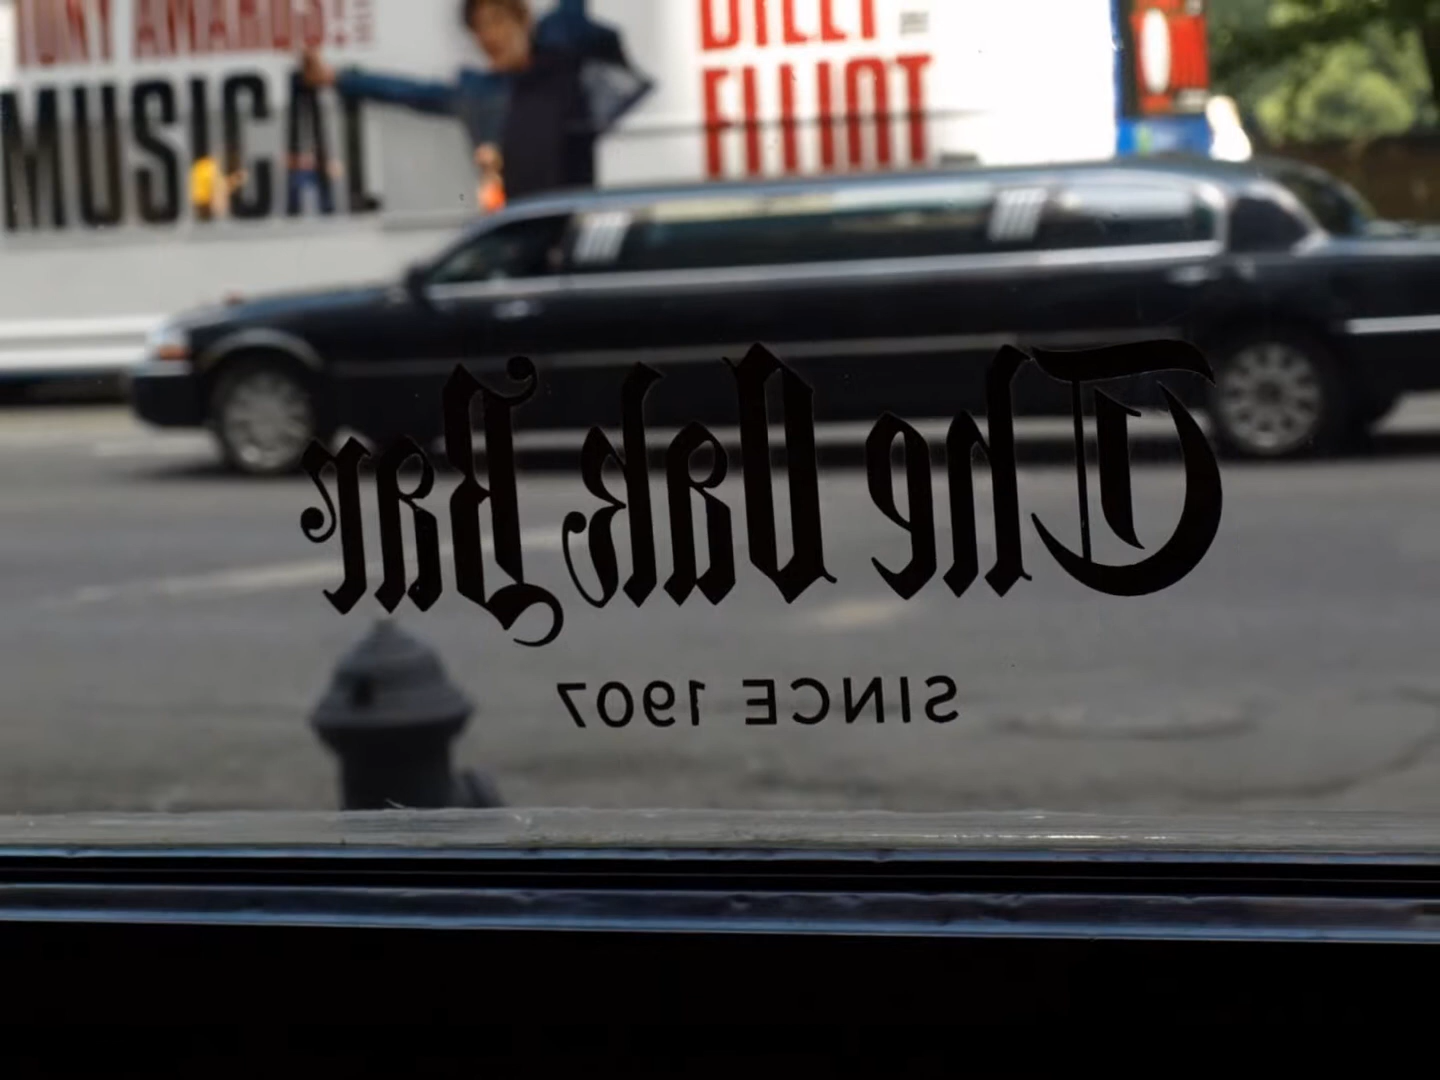 TONY AWARDS!
MUSICAL
BILLY
ELLIOT
The Oak Bar
SINCE 1907